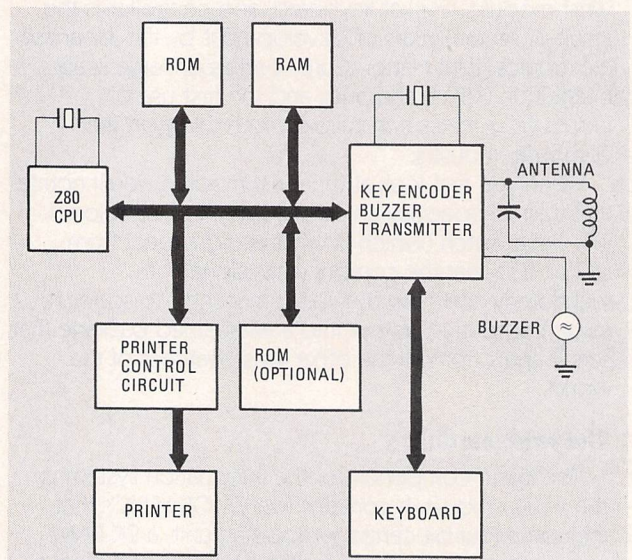 ROM
RAM
Z80
CPU
KEY ENCODER
BUZZER
TRANSMITTER
ANTENNA
BUZZER
PRINTER
CONTROL
CIRCUIT
ROM
(OPTIONAL)
PRINTER
KEYBOARD